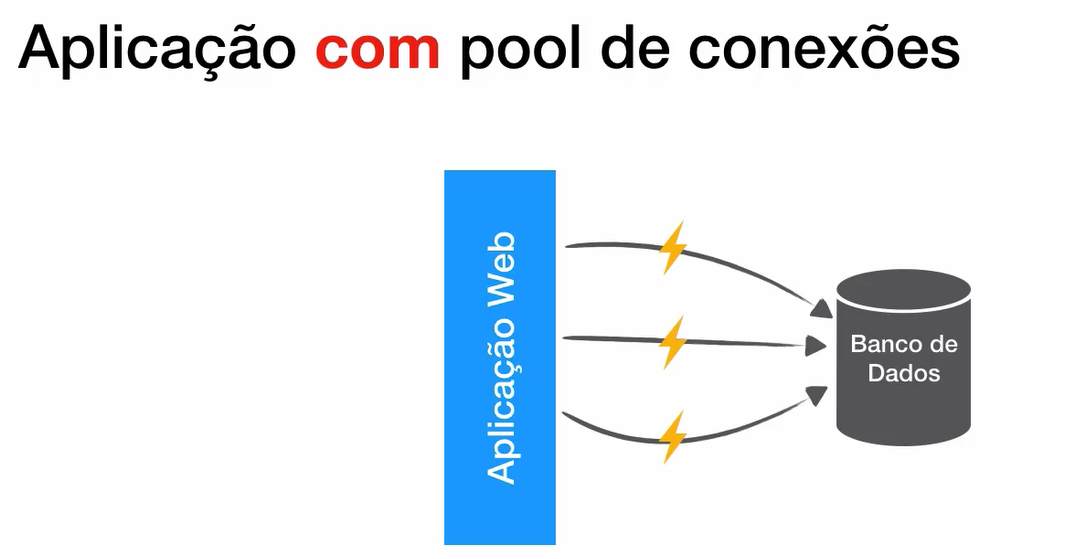 Aplicação com pool de conexões
Aplicação Web
Banco de
Dados